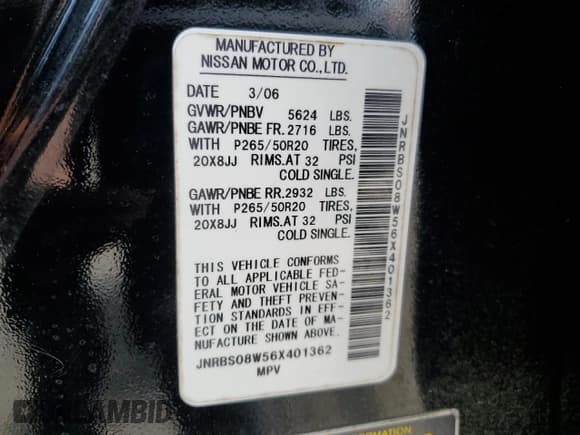 MANUFACTURED BY
NISSAN MOTOR CO., LTD.
DATE 3/06
GVWR/PNBV 5624 LBS.
GAWR/PNBE FR. 2716 LBS.
WITH P265/50R20 TIRES,
20X8JJ RIMS. AT 32 PSI
COLD SINGLE.
GAWR/PNBE RR. 2932 LBS.
WITH P265/50R20 TIRES,
20X8JJ RIMS. AT 32 PSI
COLD SINGLE.
THIS VEHICLE CONFORMS
TO ALL APPLICABLE FED-
ERAL MOTOR VEHICLE SA-
FETY AND THEFT PREVEN-
TION STANDARDS IN EFF-
ECT ON THE DATE OF MA-
NUFACTURE SHOWN ABOVE.
JNRBS08W56X401362
MPV
JNRBS08W56X401362
INFORMATION